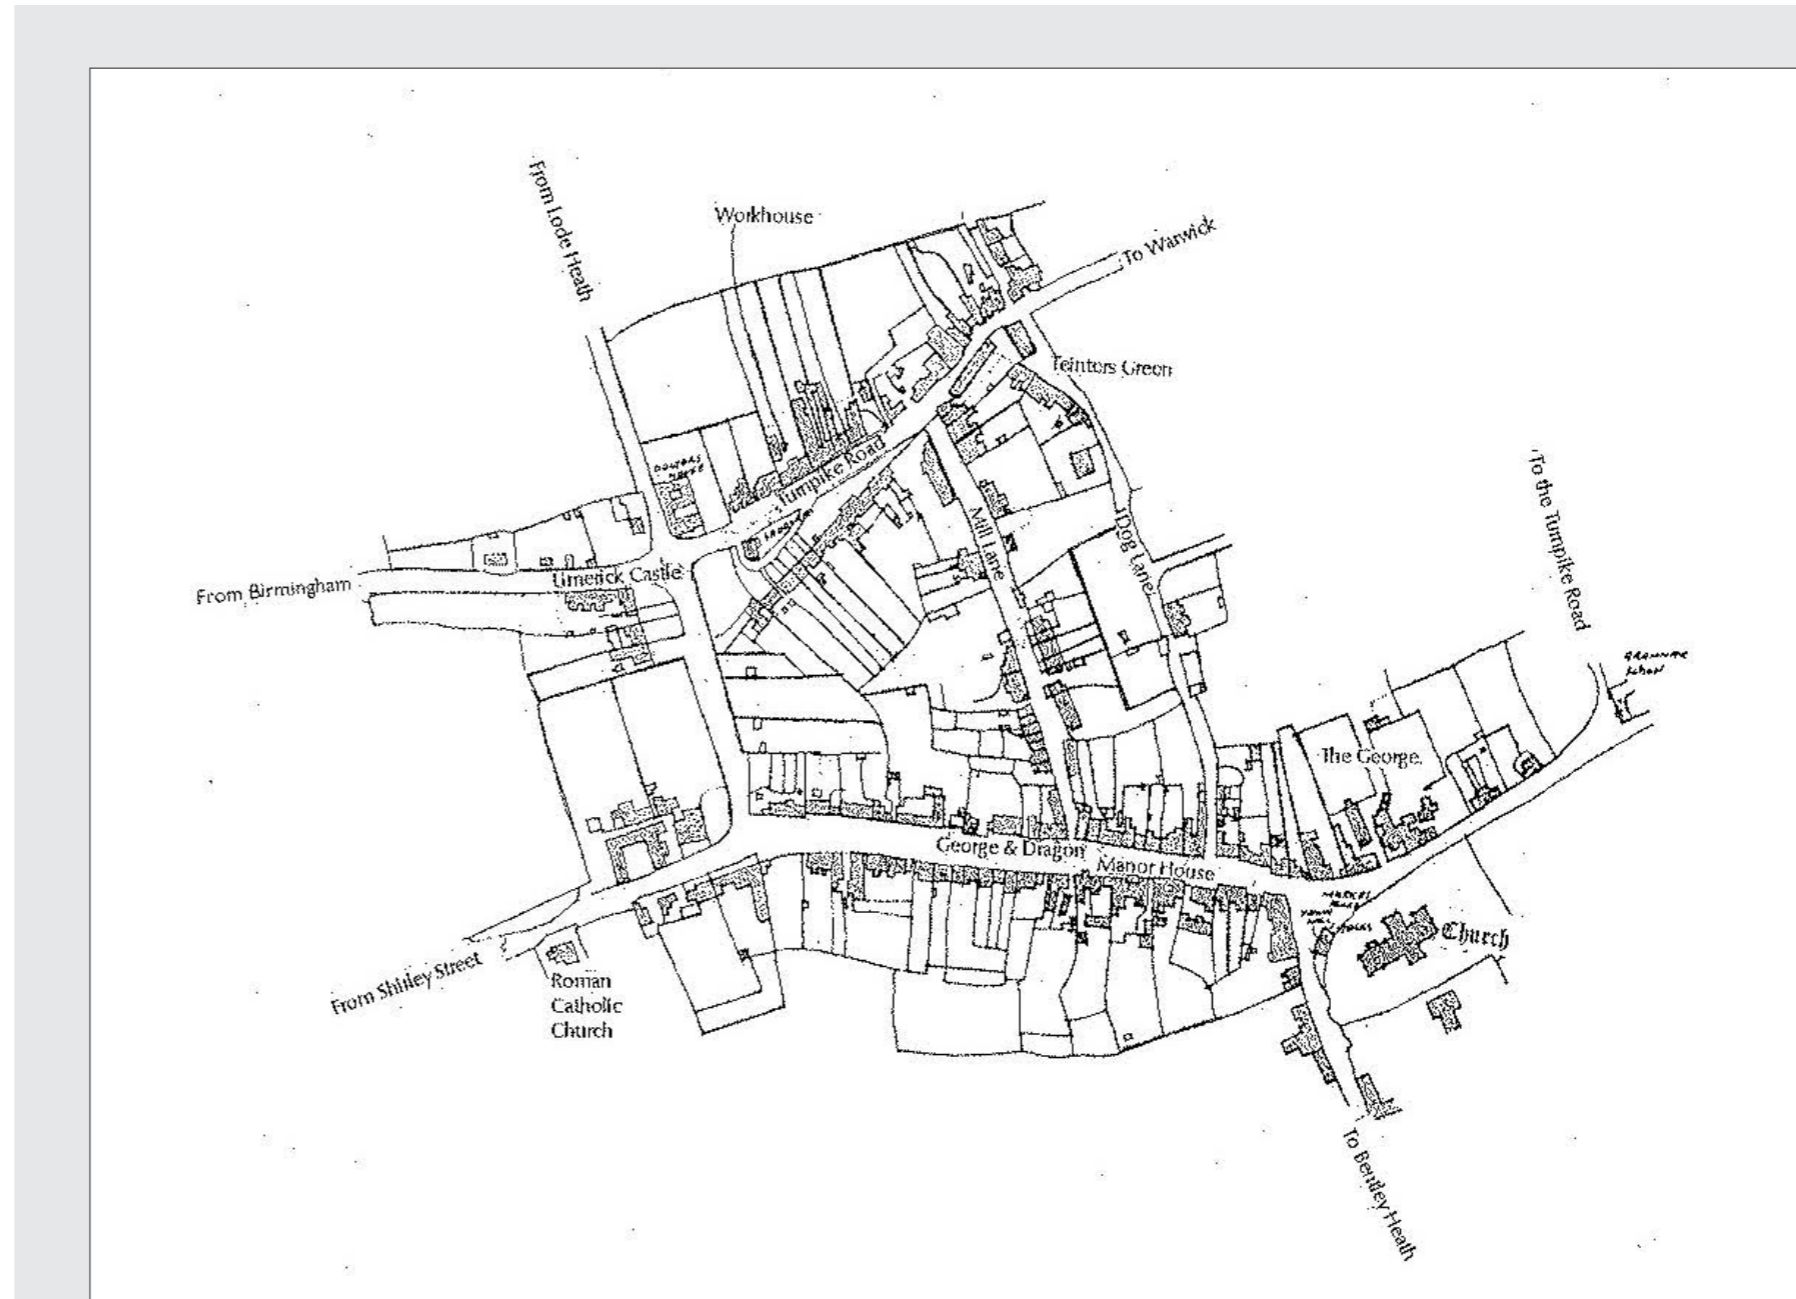 From Lode Heath
Workhouse
To Warwick
Teintors Green
Turnpike Road
Mill Lane
Dog Lane
To the Turnpike Road
From Birmingham
Limerick Castle
The George
George & Dragon
Manor House
Church
From Shirley Street
Roman
Catholic
Church
To Bentley Heath